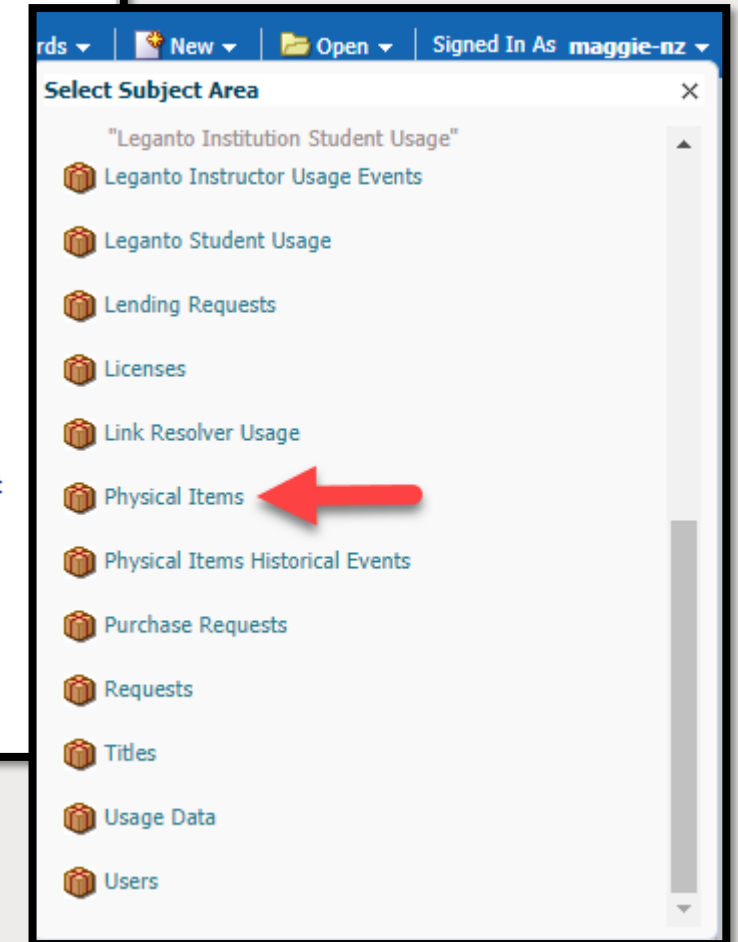 rds New Open Signed In As maggie-nz
Select Subject Area
"Leganto Institution Student Usage"
Leganto Instructor Usage Events
Leganto Student Usage
Lending Requests
Licenses
Link Resolver Usage
Physical Items
Physical Items Historical Events
Purchase Requests
Requests
Titles
Usage Data
Users